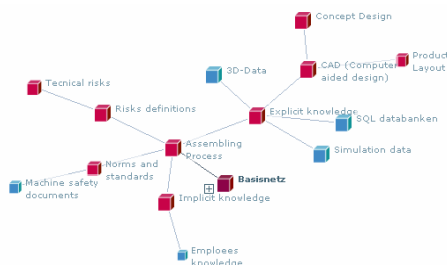 Concept Design
3D-Data
CAD (Computer
aided design)
Product
Layout
Tecnical risks
Risks definitions
Explicit knowledge
SQL databanken
Assembling
Process
Simulation data
Norms and
standards
Machine safety
documents
Basisnetz
Implicit knowledge
Emploees
knowledge